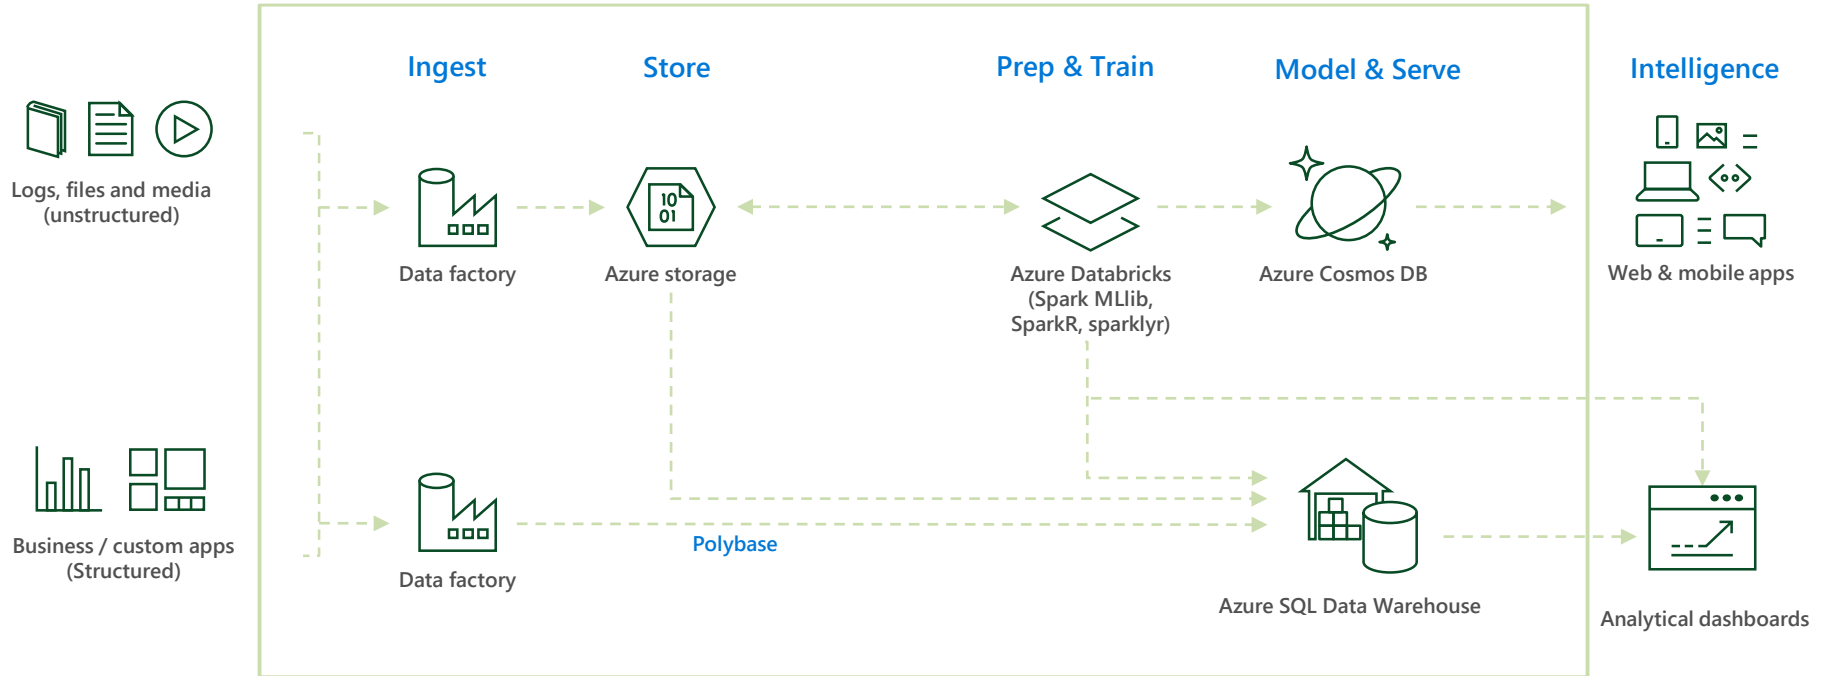 Ingest
Store
Prep & Train
Model & Serve
Intelligence
Logs, files and media
(unstructured)
Data factory
10
01
Azure storage
Azure Databricks
(Spark MLlib,
SparkR, sparklyr)
Azure Cosmos DB
Web & mobile apps
Business / custom apps
(Structured)
Data factory
Polybase
Azure SQL Data Warehouse
Analytical dashboards